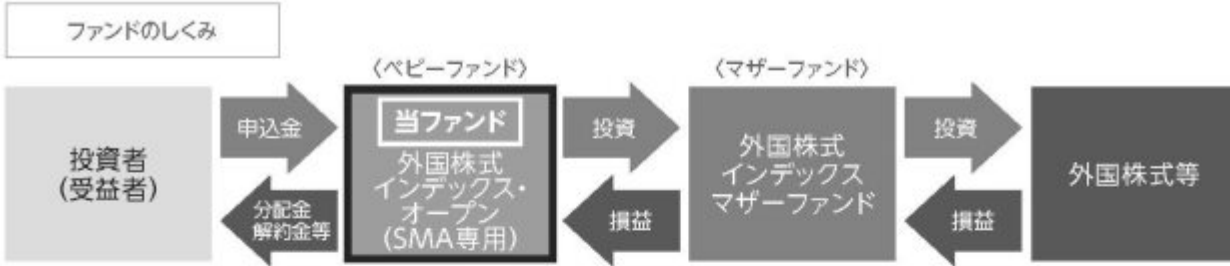 ファンドのしくみ
〈ベビーファンド〉
〈マザーファンド〉
投資者
(受益者)
申込金
分配金
解約金等
当ファンド
外国株式
インデックス・
オープン
(SMA専用)
投資
損益
外国株式
インデックス
マザーファンド
投資
損益
外国株式等